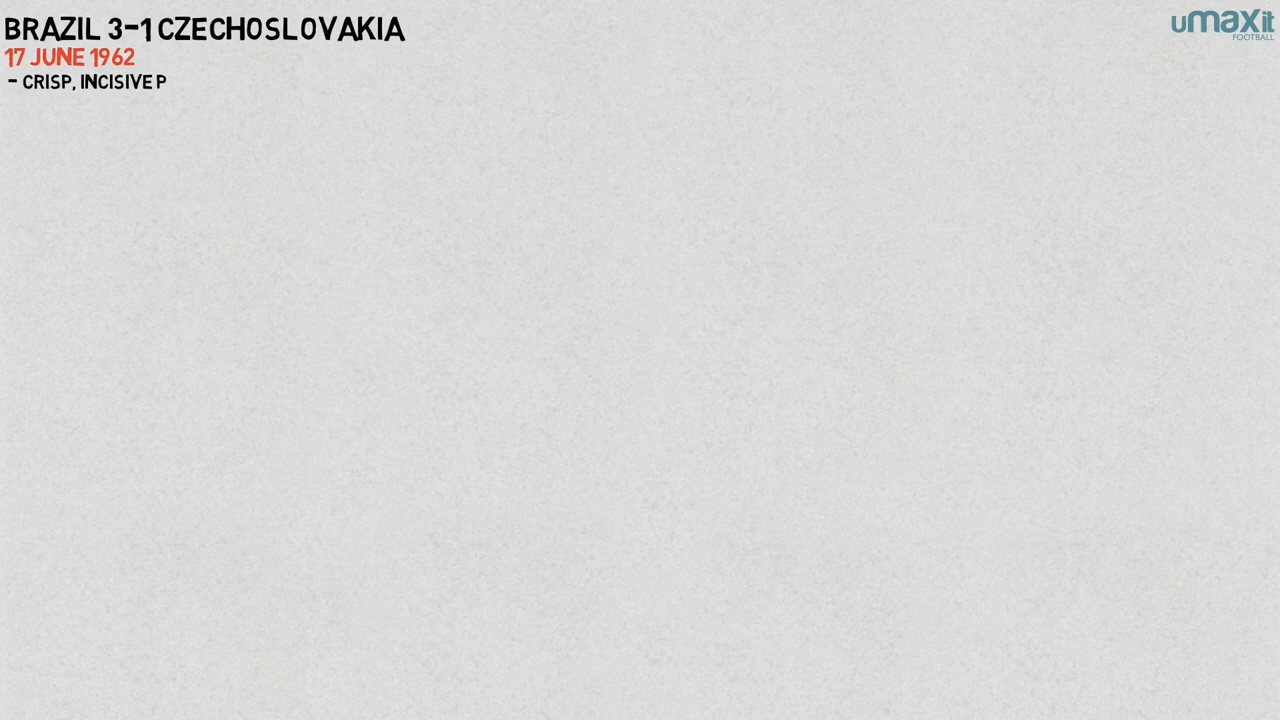 BRAZIL 3-1 CZECHOSLOVAKIA
17 JUNE 1962
- CRISP, INCISIVE P
umaxit
FOOTBALL